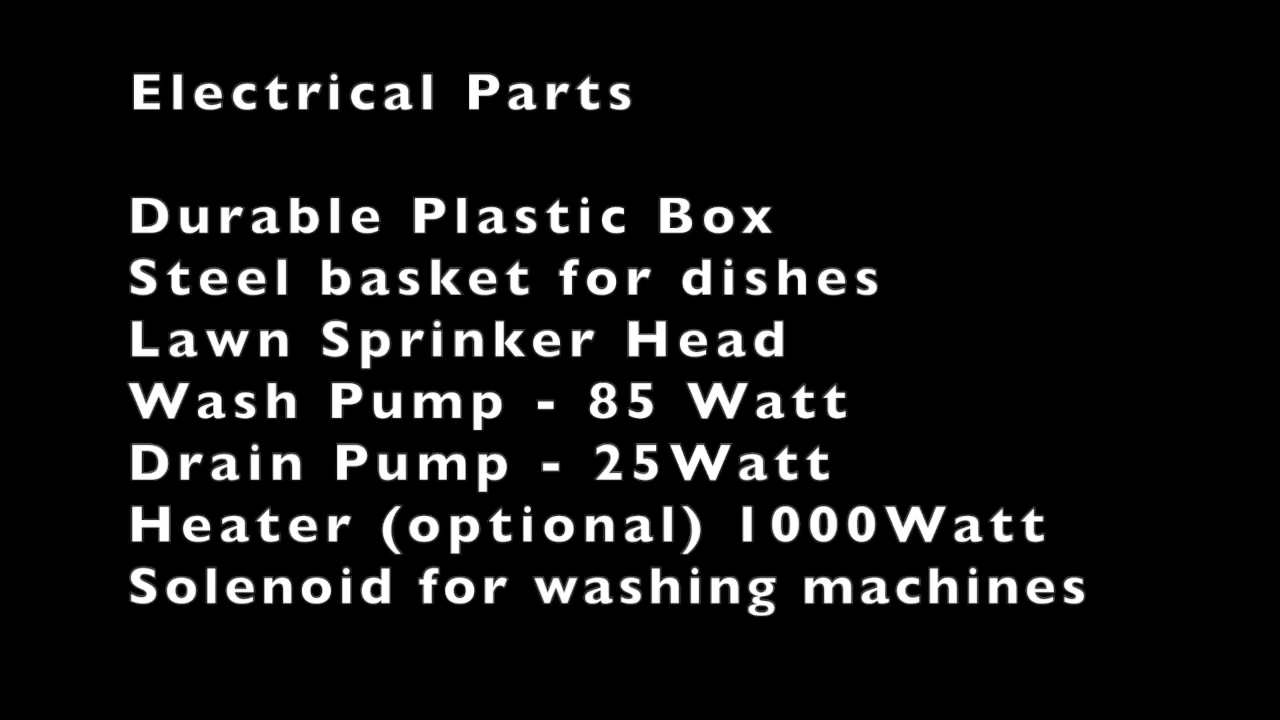 Electrical Parts
Durable Plastic Box
Steel basket for dishes
Lawn Sprinker Head
Wash Pump - 85 Watt
Drain Pump - 25Watt
Heater (optional) 1000Watt
Solenoid for washing machines